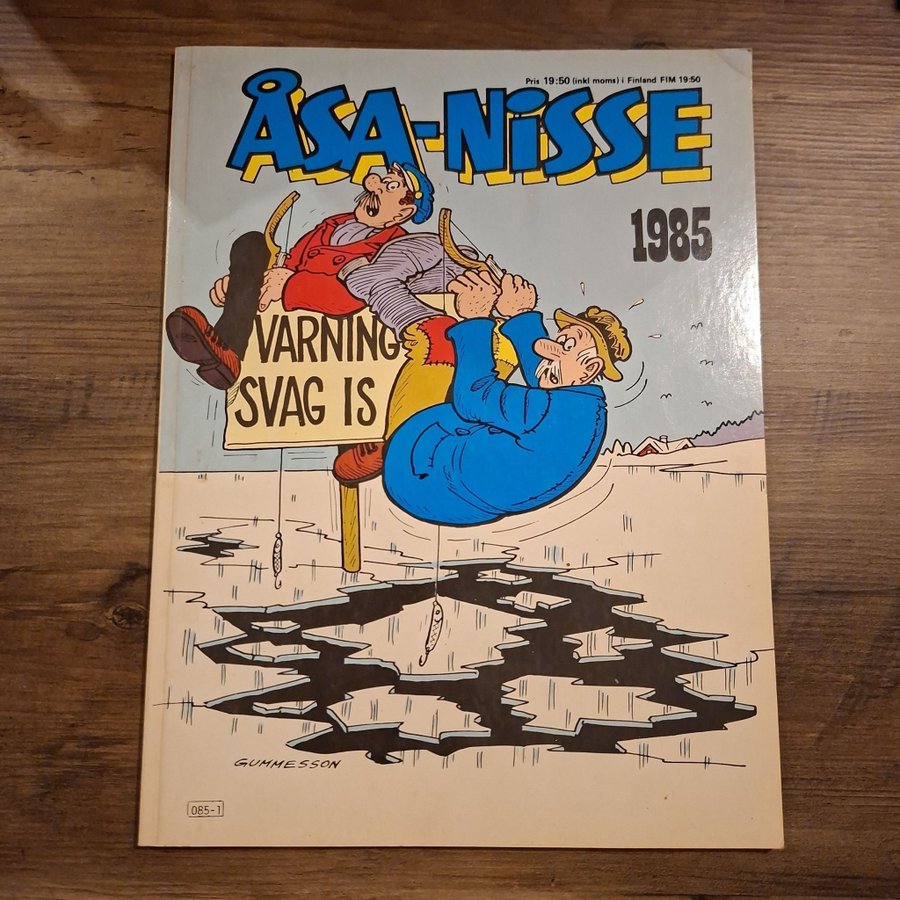 Pris 19:50 (inkl moms) i Finland FIM 19:50
ÅSA-NiSSE
1985
VARNING
SVAG IS
GUMMESSON
085-1